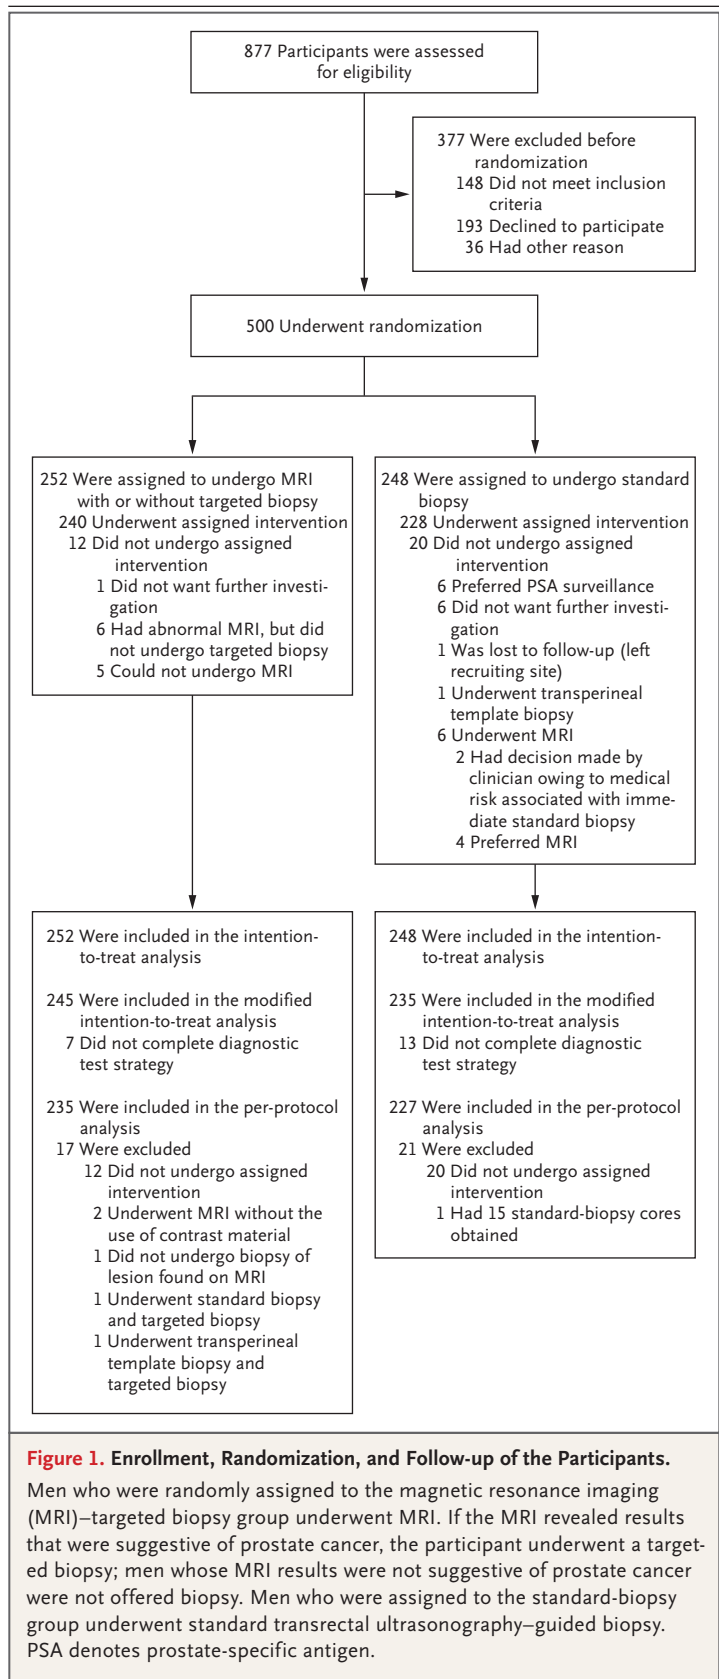 877 Participants were assessed
for eligibility
377 Were excluded before
randomization
148 Did not meet inclusion
criteria
193 Declined to participate
36 Had other reason
500 Underwent randomization
252 Were assigned to undergo MRI
with or without targeted biopsy
240 Underwent assigned intervention
12 Did not undergo assigned
intervention
1 Did not want further investi-
gation
6 Had abnormal MRI, but did
not undergo targeted biopsy
5 Could not undergo MRI
248 Were assigned to undergo standard
biopsy
228 Underwent assigned intervention
20 Did not undergo assigned
intervention
6 Preferred PSA surveillance
6 Did not want further investi-
gation
1 Was lost to follow-up (left
recruiting site)
1 Underwent transperineal
template biopsy
6 Underwent MRI
2 Had decision made by
clinician owing to medical
risk associated with imme-
diate standard biopsy
4 Preferred MRI
252 Were included in the intention-
to-treat analysis
245 Were included in the modified
intention-to-treat analysis
7 Did not complete diagnostic
test strategy
235 Were included in the per-protocol
analysis
17 Were excluded
12 Did not undergo assigned
intervention
2 Underwent MRI without the
use of contrast material
1 Did not undergo biopsy of
lesion found on MRI
1 Underwent standard biopsy
and targeted biopsy
1 Underwent transperineal
template biopsy and
targeted biopsy
248 Were included in the intention-
to-treat analysis
235 Were included in the modified
intention-to-treat analysis
13 Did not complete diagnostic
test strategy
227 Were included in the per-protocol
analysis
21 Were excluded
20 Did not undergo assigned
intervention
1 Had 15 standard-biopsy cores
obtained
Figure 1. Enrollment, Randomization, and Follow-up of the Participants.
Men who were randomly assigned to the magnetic resonance imaging
(MRI)–targeted biopsy group underwent MRI. If the MRI revealed results
that were suggestive of prostate cancer, the participant underwent a target-
ed biopsy; men whose MRI results were not suggestive of prostate cancer
were not offered biopsy. Men who were assigned to the standard-biopsy
group underwent standard transrectal ultrasonography–guided biopsy.
PSA denotes prostate-specific antigen.